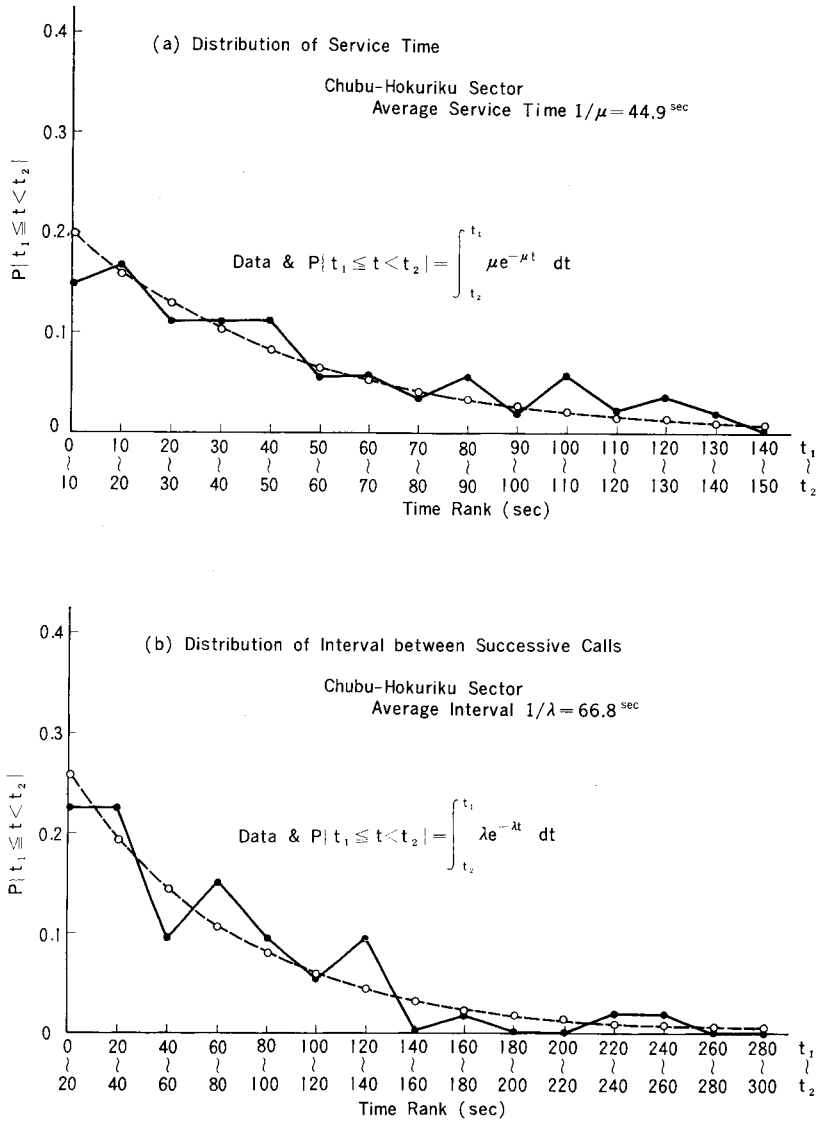 (a) Distribution of Service Time
Chubu-Hokuriku Sector
Average Service Time 1/μ=44.9 sec
Data & P{t₁≦t<t₂}=∫ t₁ t₂ μe^-μt dt
P{t₁≦t<t₂}
0.4
0.3
0.2
0.1
0
0 10 20 30 40 50 60 70 80 90 100 110 120 130 140 t₁
~ ~ ~ ~ ~ ~ ~ ~ ~ ~ ~ ~ ~ ~ ~ ~
10 20 30 40 50 60 70 80 90 100 110 120 130 140 150 t₂
Time Rank (sec)
(b) Distribution of Interval between Successive Calls
Chubu-Hokuriku Sector
Average Interval 1/λ=66.8 sec
Data & P{t₁≦t<t₂}=∫ t₁ t₂ λe^-λt dt
P{t₁≦t<t₂}
0.4
0.3
0.2
0.1
0
0 20 40 60 80 100 120 140 160 180 200 220 240 260 280 t₁
~ ~ ~ ~ ~ ~ ~ ~ ~ ~ ~ ~ ~ ~ ~ ~
20 40 60 80 100 120 140 160 180 200 220 240 260 280 300 t₂
Time Rank (sec)